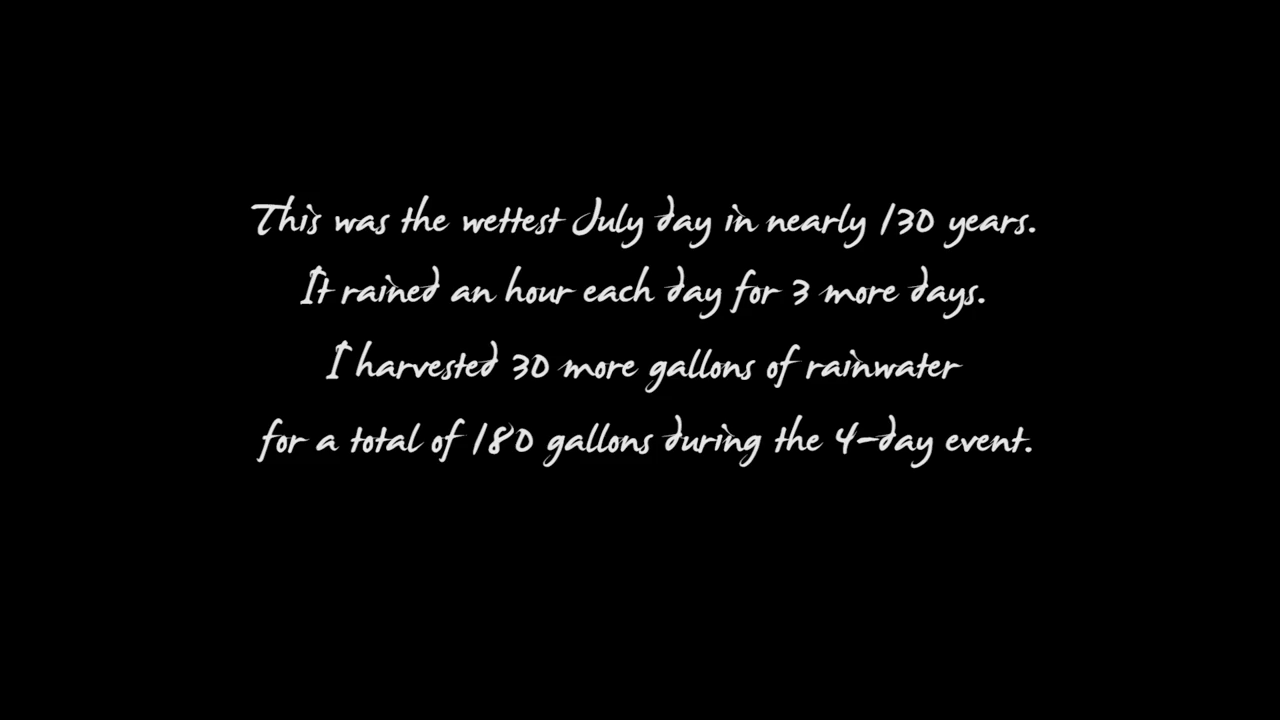 This was the wettest July day in nearly 130 years.
It rained an hour each day for 3 more days.
I harvested 30 more gallons of rainwater
for a total of 180 gallons during the 4-day event.